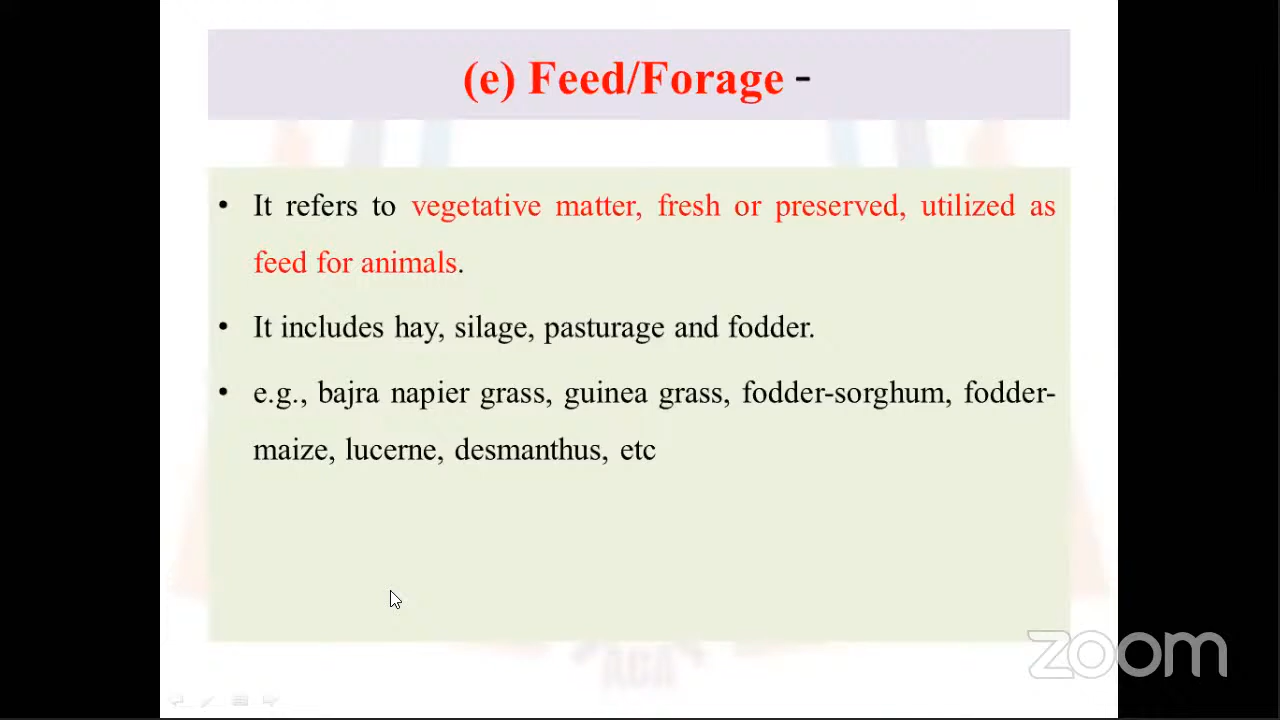 (e) Feed/Forage -
• It refers to vegetative matter, fresh or preserved, utilized as
feed for animals.
• It includes hay, silage, pasturage and fodder.
• e.g., bajra napier grass, guinea grass, fodder-sorghum, fodder-
maize, lucerne, desmanthus, etc
zoom
AGA